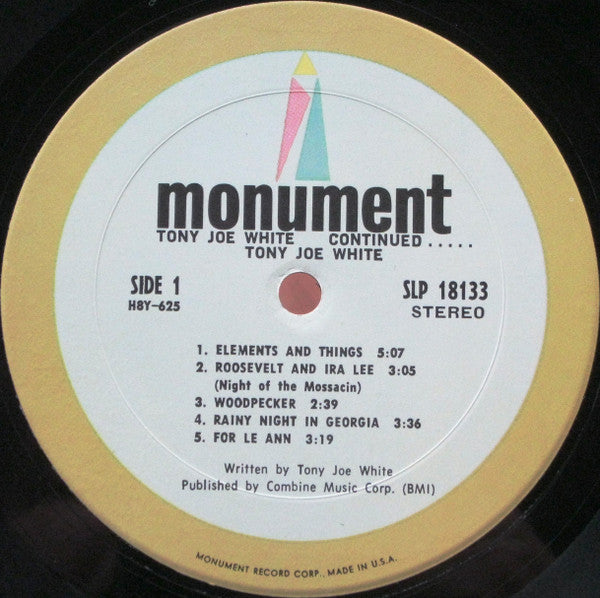 monument
TONY JOE WHITE CONTINUED.....
TONY JOE WHITE
SIDE 1
H8Y-625
SLP 18133
STEREO
1. ELEMENTS AND THINGS 5:07
2. ROOSEVELT AND IRA LEE 3:05
(Night of the Mossacin)
3. WOODPECKER 2:39
4. RAINY NIGHT IN GEORGIA 3:36
5. FOR LE ANN 3:19
Written by Tony Joe White
Published by Combine Music Corp. (BMI)
MONUMENT RECORD CORP., MADE IN U.S.A.